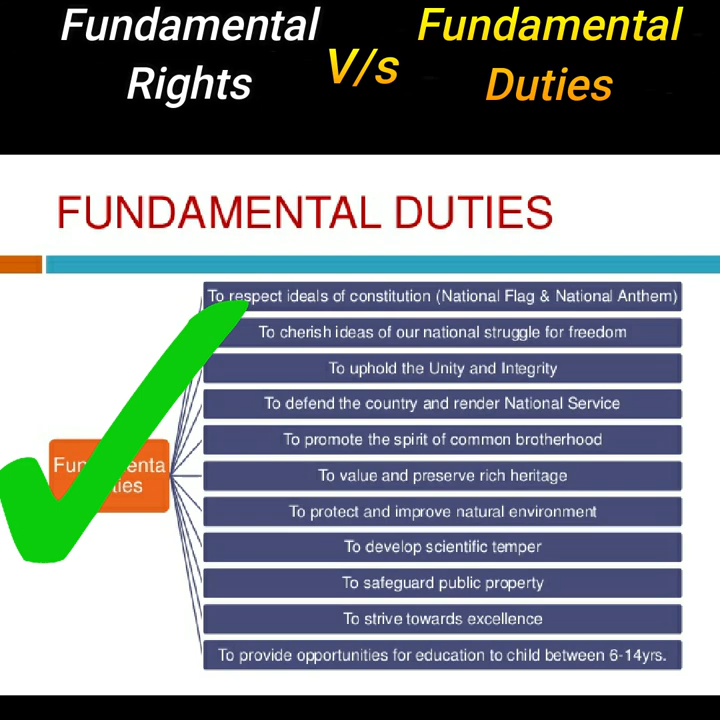 Fundamental Rights
V/s
Fundamental Duties
FUNDAMENTAL DUTIES
To respect ideals of constitution (National Flag & National Anthem)
To cherish ideas of our national struggle for freedom
To uphold the Unity and Integrity
To defend the country and render National Service
To promote the spirit of common brotherhood
To value and preserve rich heritage
To protect and improve natural environment
To develop scientific temper
To safeguard public property
To strive towards excellence
To provide opportunities for education to child between 6-14yrs.